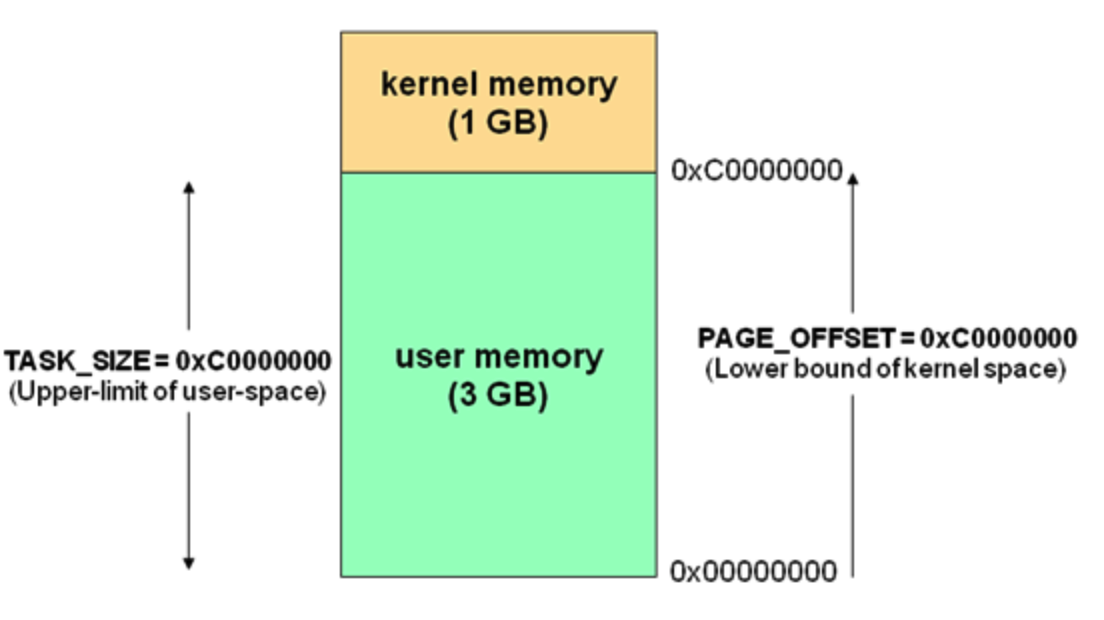 kernel memory
(1 GB)
0xC0000000
PAGE_OFFSET = 0xC0000000
(Lower bound of kernel space)
TASK_SIZE = 0xC0000000
(Upper-limit of user-space)
user memory
(3 GB)
0x00000000